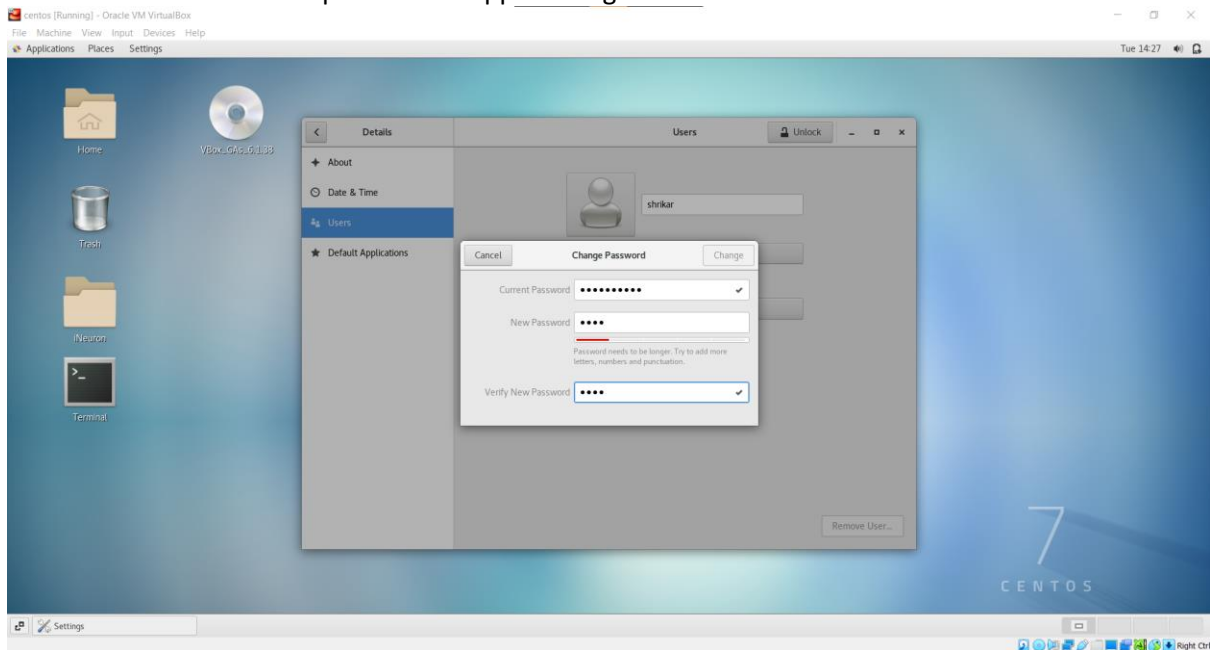 centos [Running] - Oracle VM VirtualBox
File Machine View Input Devices Help
Applications Places Settings
Tue 14:27
Home
VBox_GAs_6.1.38
Trash
iNeuron
>_
Terminal
Details
Users
Unlock
About
Date & Time
Users
Default Applications
shrikar
Cancel
Change Password
Change
Current Password
New Password
Password needs to be longer. Try to add more
letters, numbers and punctuation.
Verify New Password
Remove User...
7
CENTOS
Settings
Right Ctrl